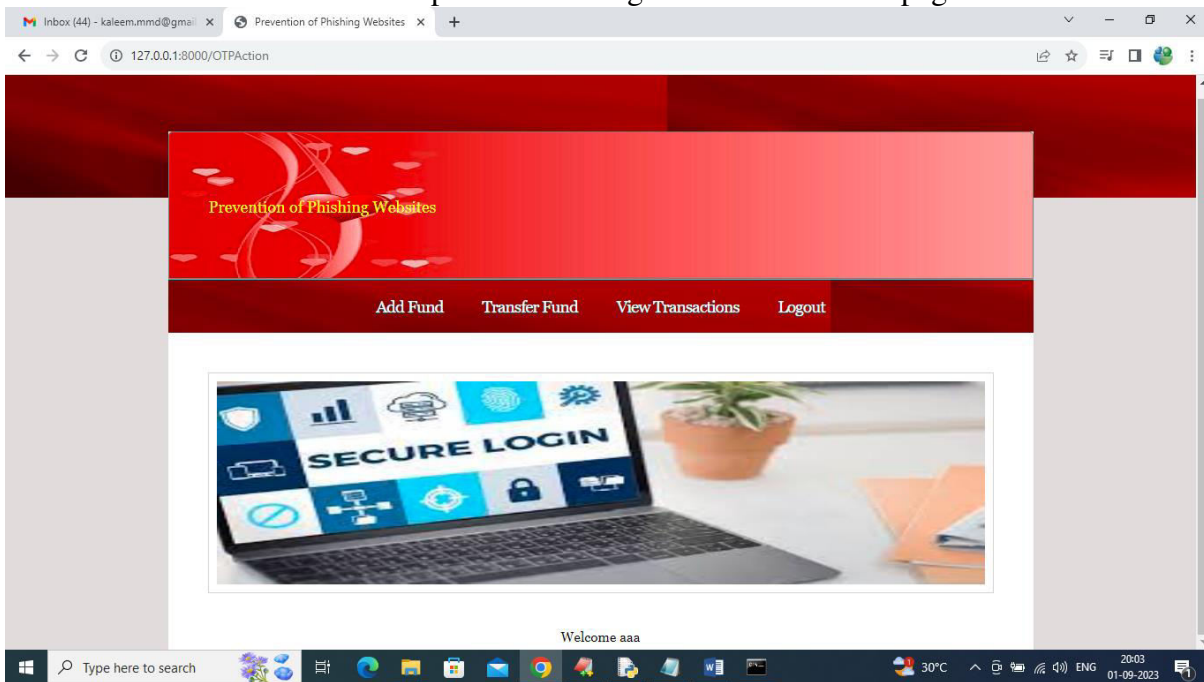 Inbox (44) - kaleem.mmd@gmai
Prevention of Phishing Websites
127.0.0.1:8000/OTPAction
Prevention of Phishing Websites
Add Fund Transfer Fund View Transactions Logout
SECURE LOGIN
Welcome aaa
Type here to search
30°C
ENG
20:03
01-09-2023